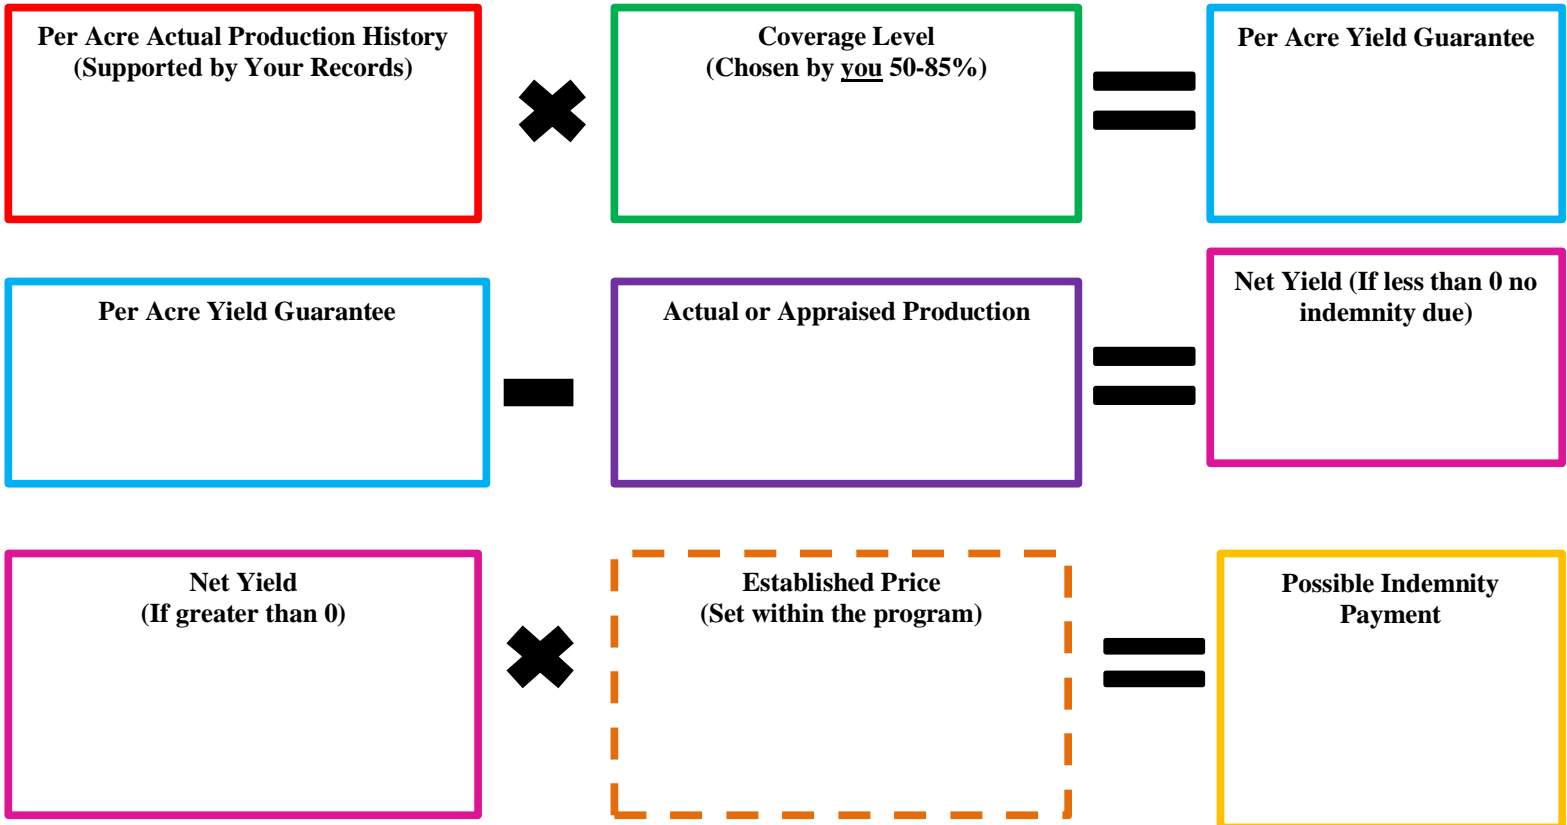 Per Acre Actual Production History
(Supported by Your Records)
Coverage Level
(Chosen by you 50-85%)
Per Acre Yield Guarantee
Per Acre Yield Guarantee
Actual or Appraised Production
Net Yield (If less than 0 no
indemnity due)
Net Yield
(If greater than 0)
Established Price
(Set within the program)
Possible Indemnity
Payment